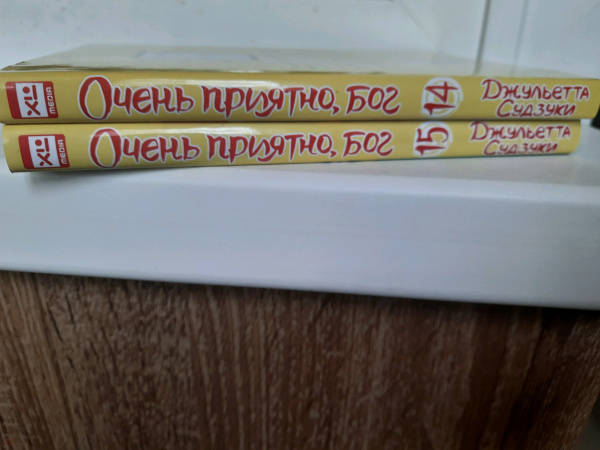 XL MEDIA
Очень приятно, Бог 14 Джульетта
Судзуки
XL MEDIA
Очень приятно, Бог 15 Джульетта
Судзуки